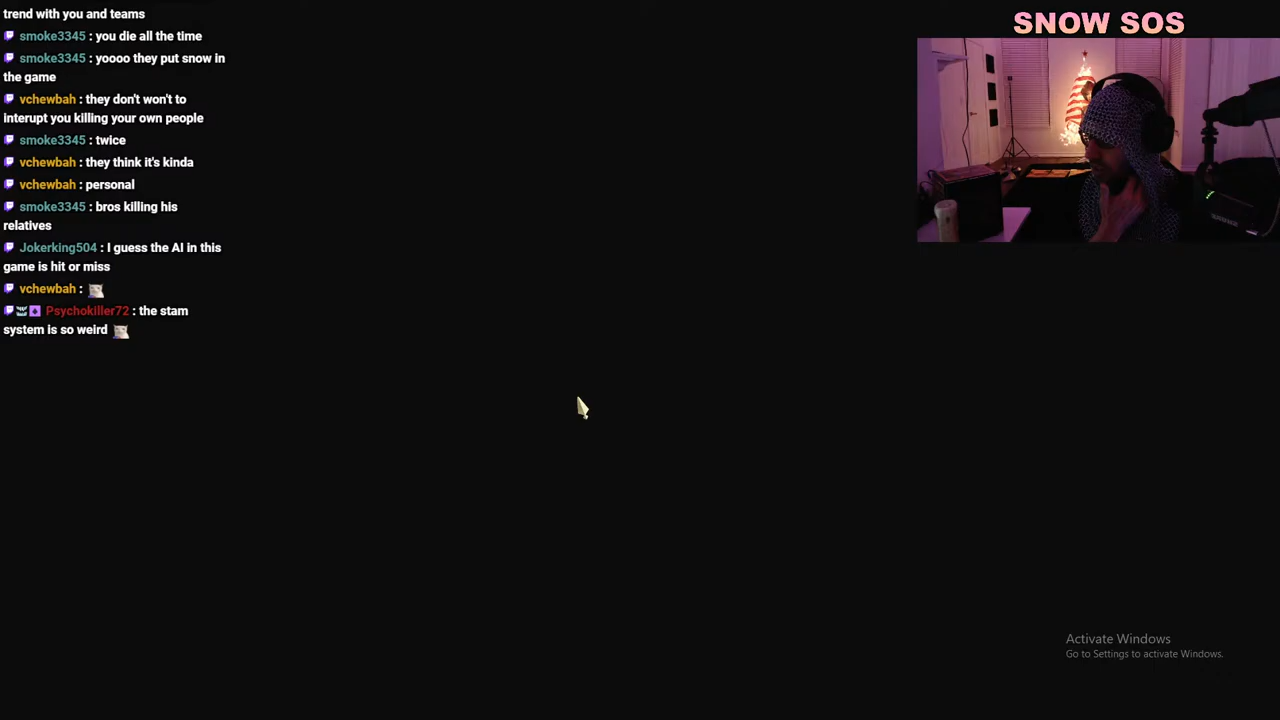 trend with you and teams
SNOW SOS
smoke3345 : you die all the time
smoke3345 : yoooo they put snow in
the game
vchewbah : they don't won't to
interupt you killing your own people
smoke3345 : twice
vchewbah : they think it's kinda
vchewbah : personal
smoke3345 : bros killing his
relatives
Jokerking504 : I guess the AI in this
game is hit or miss
vchewbah :
Psychokiller72 : the stam
system is so weird
Activate Windows
Go to Settings to activate Windows.